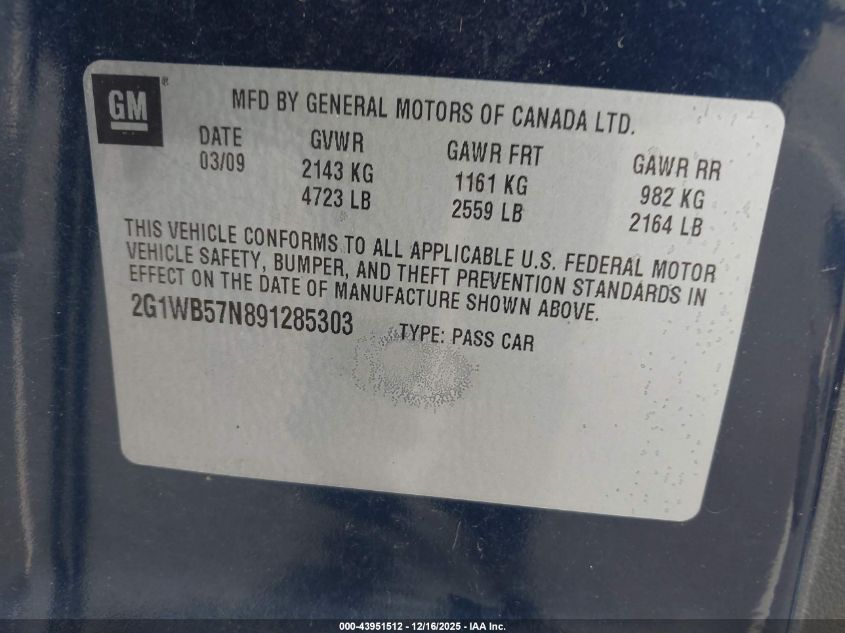 GM
MFD BY GENERAL MOTORS OF CANADA LTD.
DATE GVWR GAWR FRT GAWR RR
03/09 2143 KG 1161 KG 982 KG
4723 LB 2559 LB 2164 LB
THIS VEHICLE CONFORMS TO ALL APPLICABLE U.S. FEDERAL MOTOR
VEHICLE SAFETY, BUMPER, AND THEFT PREVENTION STANDARDS IN
EFFECT ON THE DATE OF MANUFACTURE SHOWN ABOVE.
2G1WB57N891285303 TYPE: PASS CAR
000-43951512 - 12/16/2025 - IAA Inc.